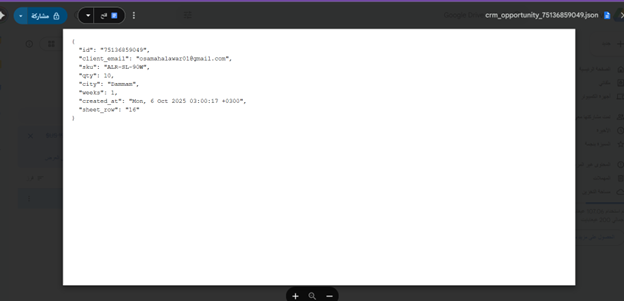 مشاركة
فتح
crm_opportunity_75136859049.json
{
"id": "75136859049",
"client_email": "osamahalawar01@gmail.com",
"sku": "ALR-SL-90W",
"qty": 10,
"city": "Dammam",
"weeks": 1,
"created_at": "Mon, 6 Oct 2025 03:00:17 +0300",
"sheet_row": "16"
}